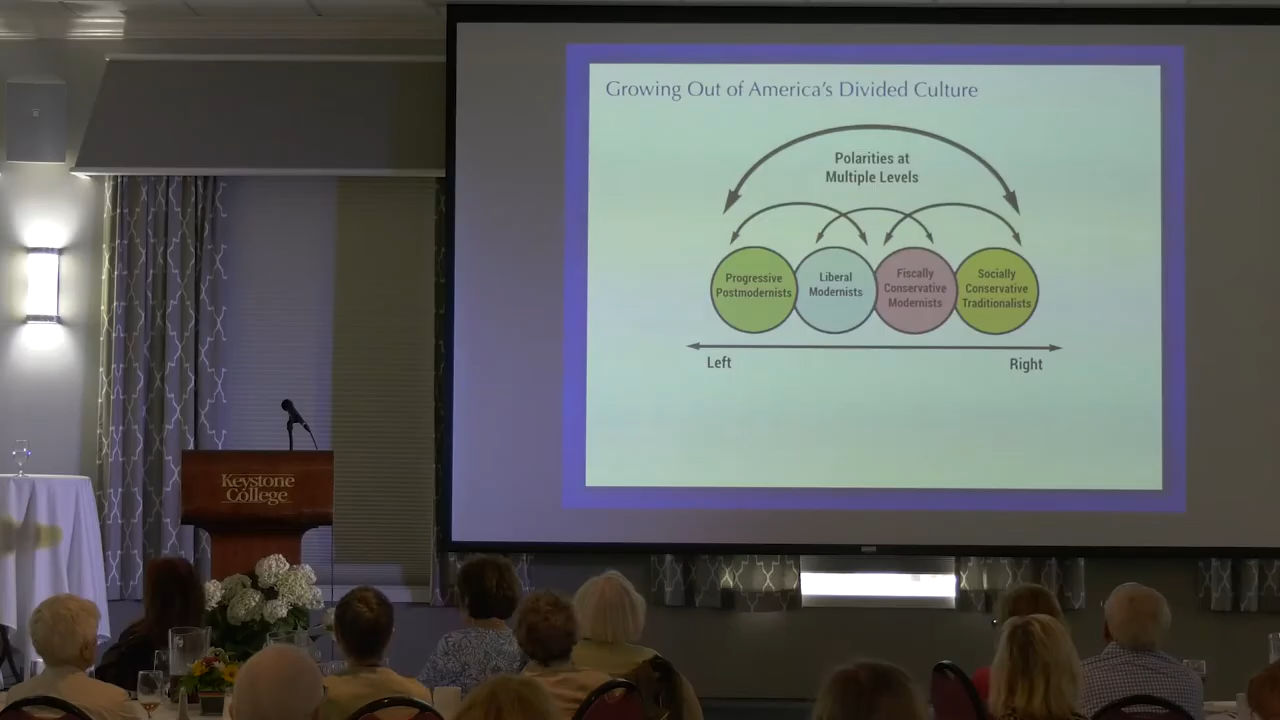 Growing Out of America's Divided Culture
Polarities at
Multiple Levels
Progressive
Postmodernists
Liberal
Modernists
Fiscally
Conservative
Modernists
Socially
Conservative
Traditionalists
Left
Right
Keystone
College